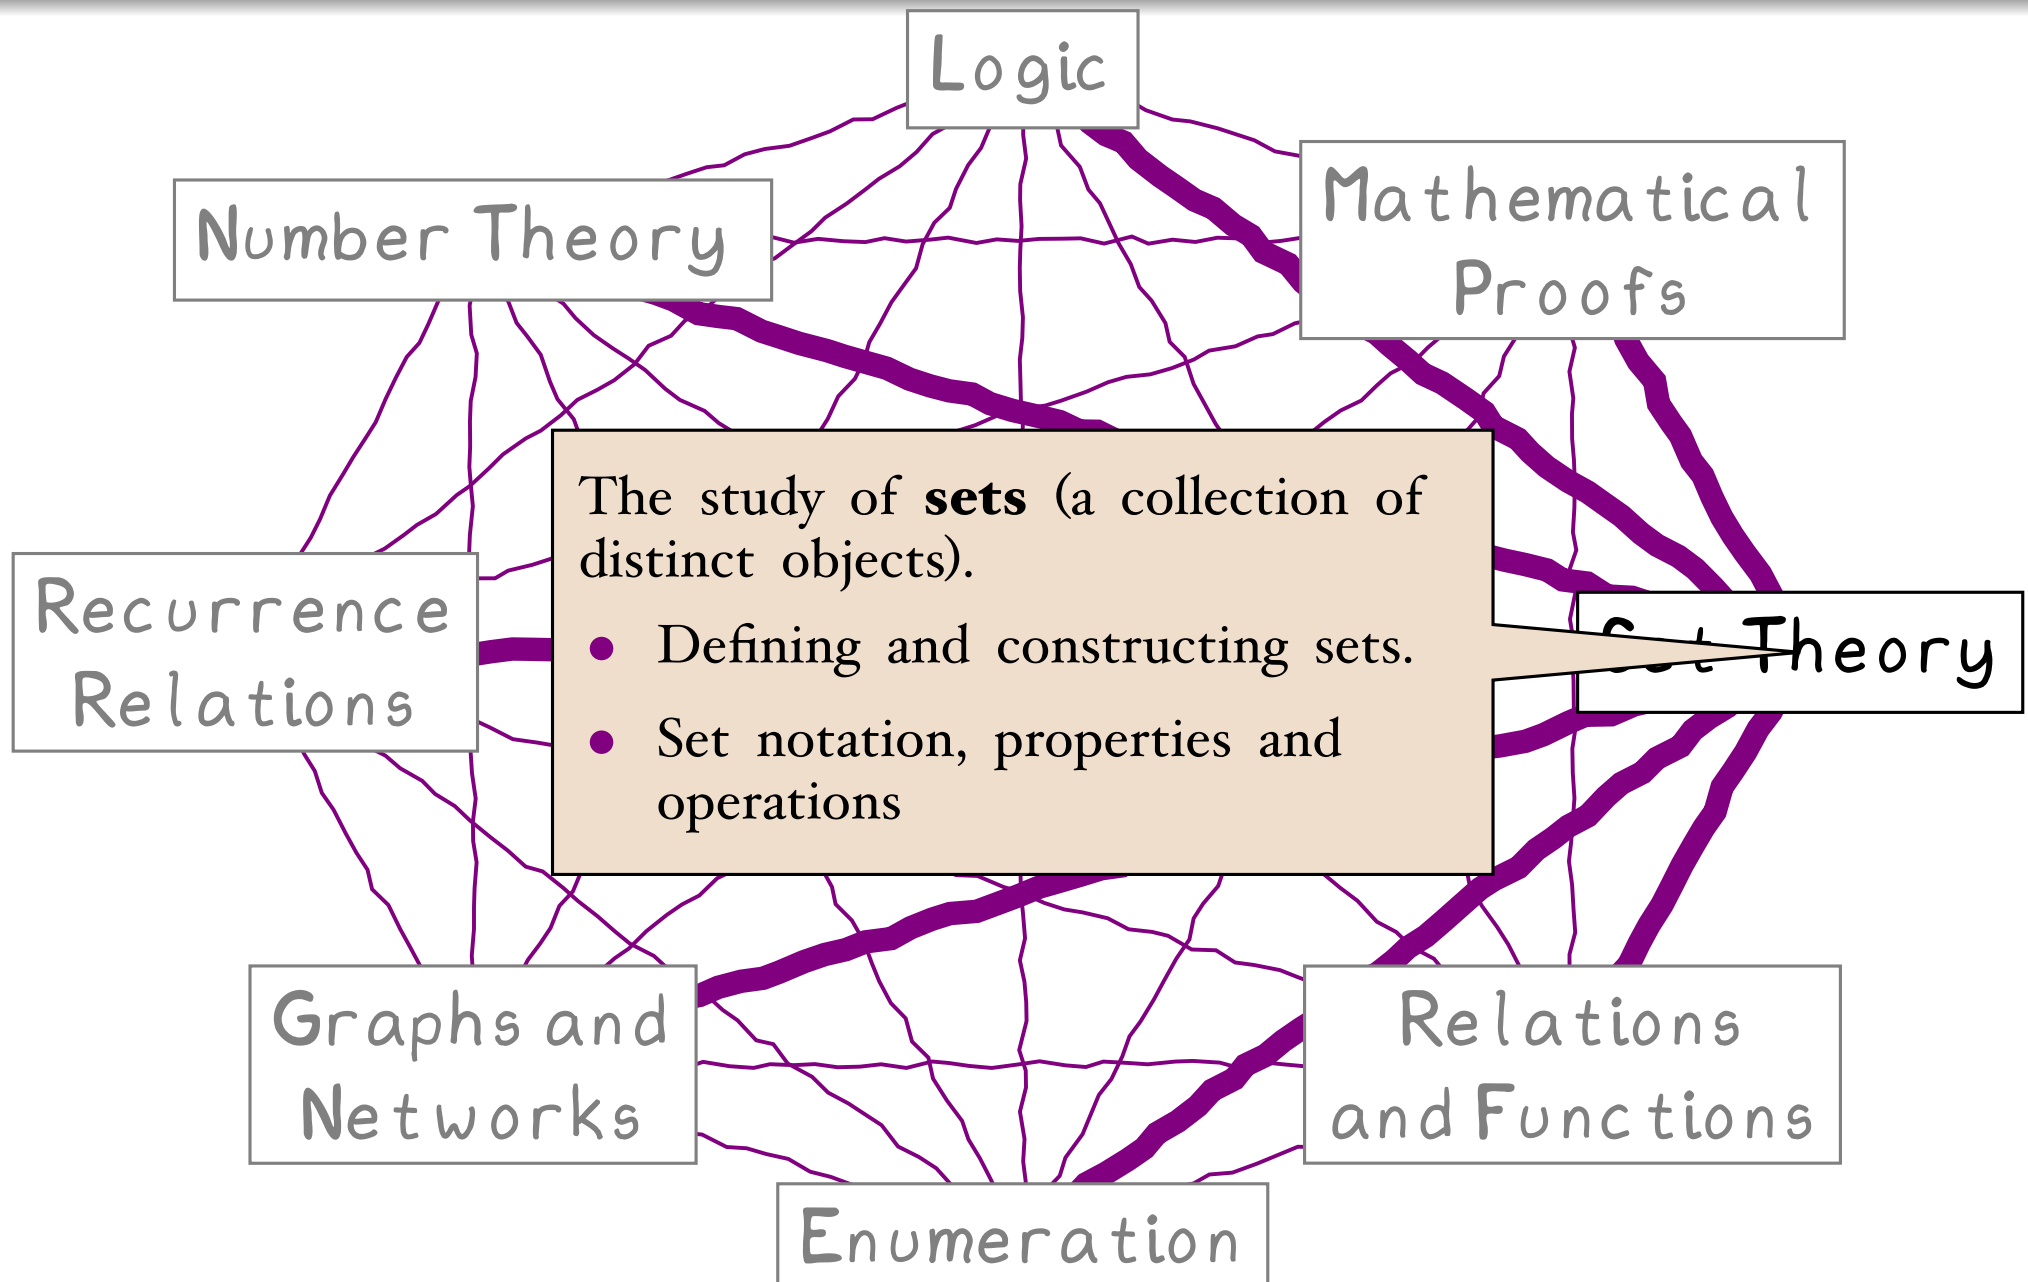 Logic
Mathematical
Proofs
Number Theory
The study of sets (a collection of
distinct objects).
• Defining and constructing sets.
• Set notation, properties and
operations
Recurrence
Relations
Set Theory
Graphs and
Networks
Relations
and Functions
Enumeration